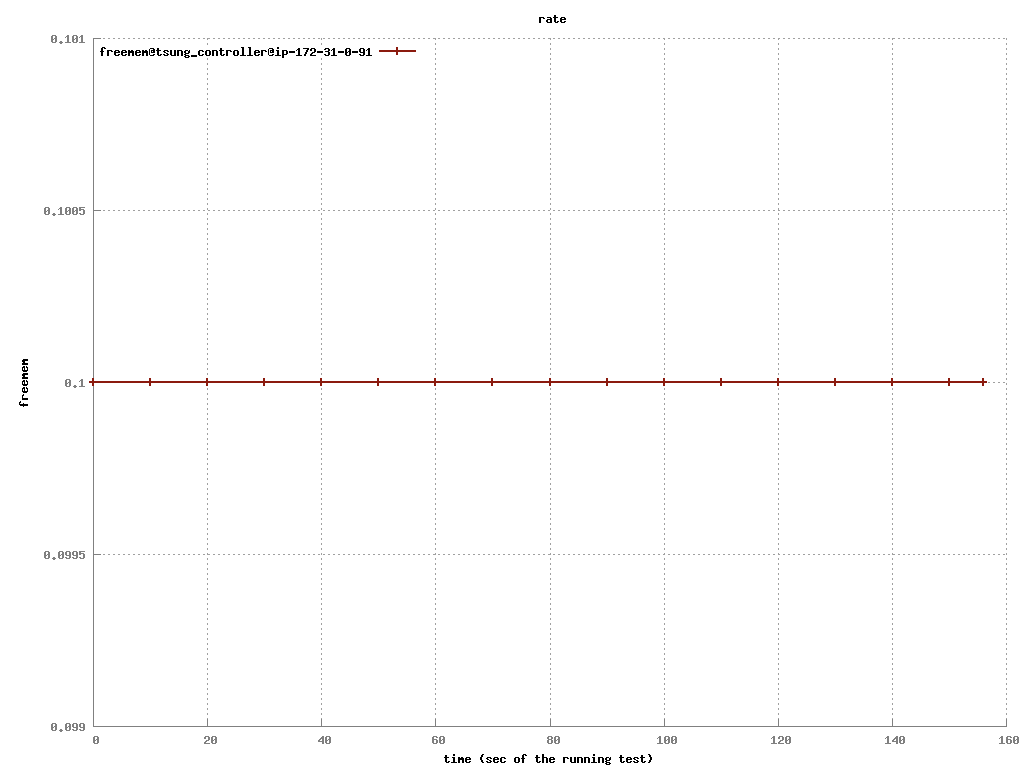 rate
0.101
freemem@tsung_controller@ip-172-31-0-91
0.1005
freemem
0.1
0.0995
0.099
0 20 40 60 80 100 120 140 160
time (sec of the running test)